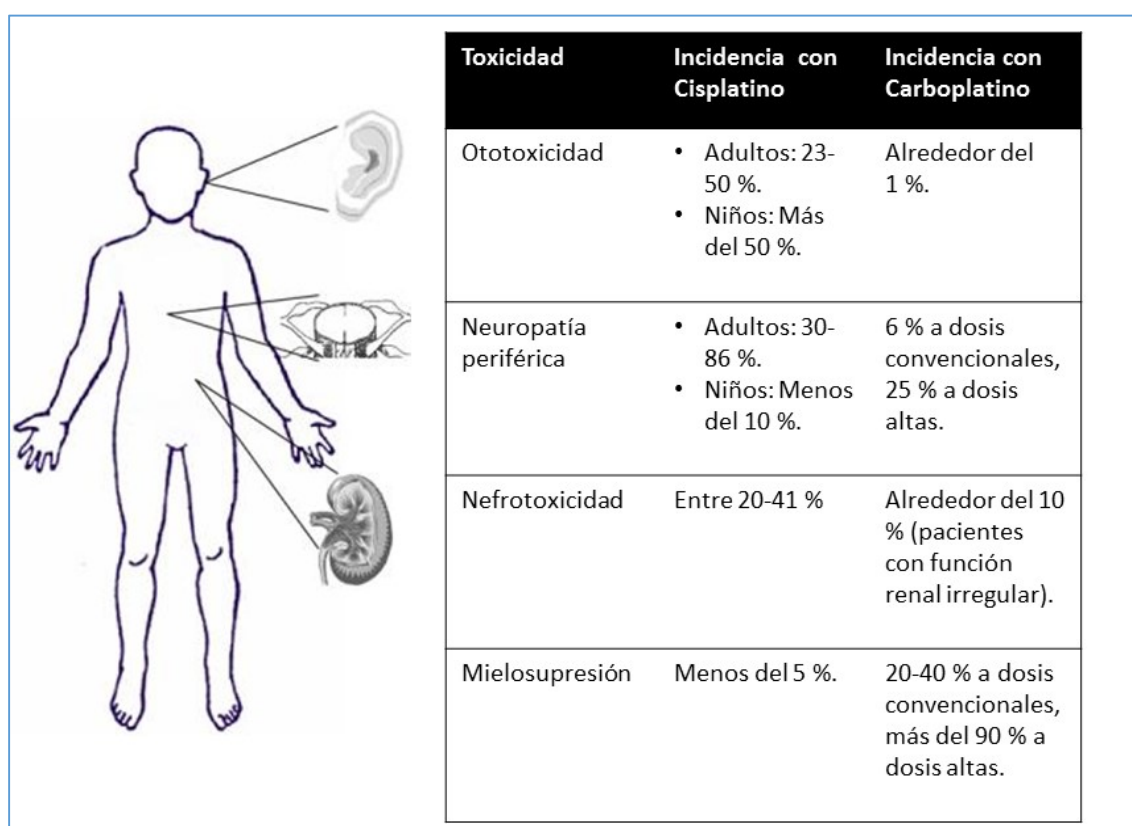 Toxicidad
Incidencia con
Cisplatino
Incidencia con
Carboplatino
Ototoxicidad
• Adultos: 23-
50 %.
• Niños: Más
del 50 %.
Alrededor del
1 %.
Neuropatía
periférica
• Adultos: 30-
86 %.
• Niños: Menos
del 10 %.
6 % a dosis
convencionales,
25 % a dosis
altas.
Nefrotoxicidad
Entre 20-41 %
Alrededor del 10
% (pacientes
con función
renal irregular).
Mielosupresión
Menos del 5 %.
20-40 % a dosis
convencionales,
más del 90 % a
dosis altas.